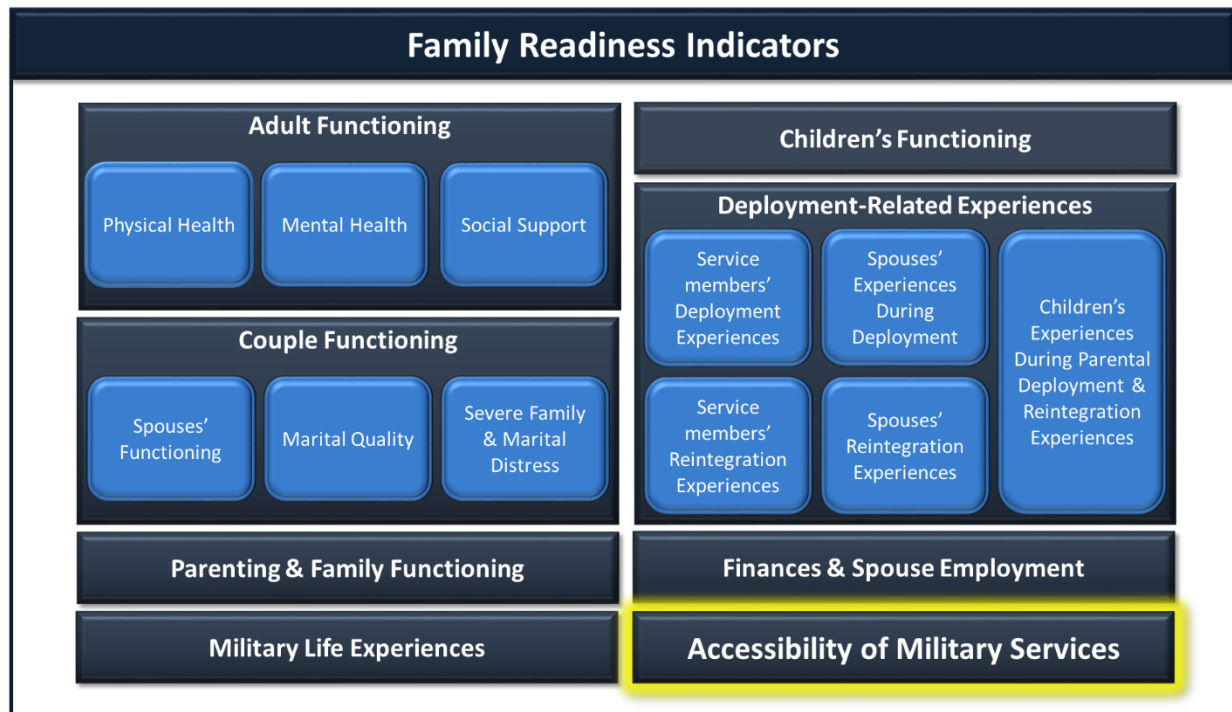 Family Readiness Indicators
Adult Functioning
Physical Health
Mental Health
Social Support
Couple Functioning
Spouses’
Functioning
Marital Quality
Severe Family
& Marital
Distress
Parenting & Family Functioning
Military Life Experiences
Children’s Functioning
Deployment-Related Experiences
Service
members’
Deployment
Experiences
Spouses’
Experiences
During
Deployment
Service
members’
Reintegration
Experiences
Spouses’
Reintegration
Experiences
Children’s
Experiences
During Parental
Deployment &
Reintegration
Experiences
Finances & Spouse Employment
Accessibility of Military Services